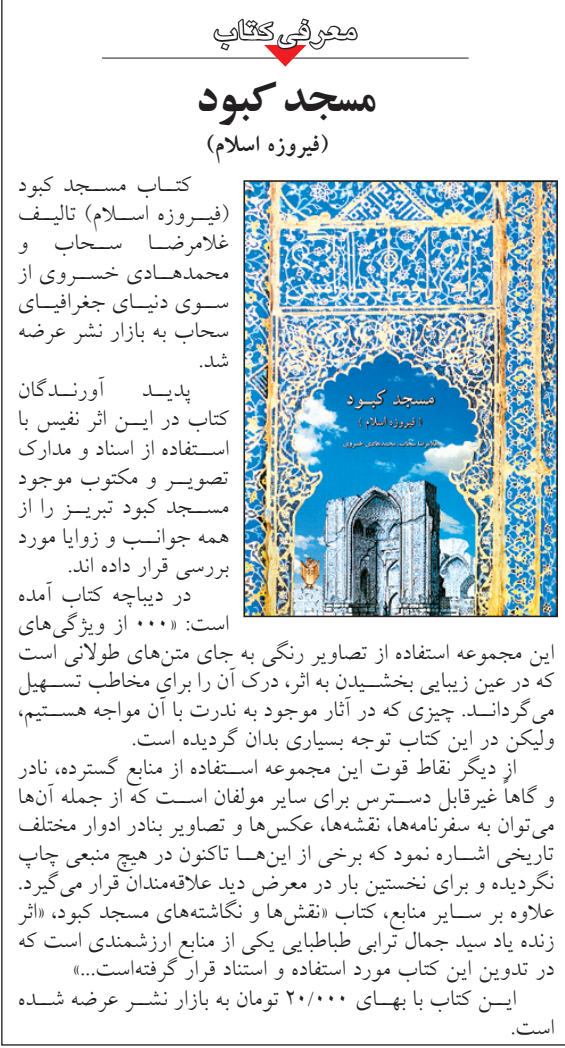 معرفی کتاب
مسجد کبود
(فیروزه اسلام)
کتاب مسجد کبود
(فیروزه اسلام) تالیف
غلامرضا سحاب و
محمدهادی خسروی از
سوی دنیای جغرافیای
سحاب به بازار نشر عرضه
شد.
پدید آورندگان
کتاب در این اثر نفیس با
استفاده از اسناد و مدارک
تصویر و مکتوب موجود
مسجد کبود تبریز را از
همه جوانب و زوایا مورد
بررسی قرار داده اند.
در دیباچه کتاب آمده
است: «۰۰۰ از ویژگی‌های
مسجد کبود
(فیروزه اسلام)
غلامرضا سحاب، محمدهادی خسروی
این مجموعه استفاده از تصاویر رنگی به جای متن‌های طولانی است
که در عین زیبایی بخشیدن به اثر، درک آن را برای مخاطب تسهیل
می‌گرداند. چیزی که در آثار موجود به ندرت با آن مواجه هستیم،
ولیکن در این کتاب توجه بسیاری بدان گردیده است.
از دیگر نقاط قوت این مجموعه استفاده از منابع گسترده، نادر
و گاهاً غیرقابل دسترس برای سایر مولفان است که از جمله آن‌ها
می‌توان به سفرنامه‌ها، نقشه‌ها، عکس‌ها و تصاویر بنادر ادوار مختلف
تاریخی اشاره نمود که برخی از این‌ها تاکنون در هیچ منبعی چاپ
نگردیده و برای نخستین بار در معرض دید علاقه‌مندان قرار می‌گیرد.
علاوه بر سایر منابع، کتاب «نقش‌ها و نگاشته‌های مسجد کبود، «اثر
زنده یاد سید جمال ترابی طباطبایی یکی از منابع ارزشمندی است که
در تدوین این کتاب مورد استفاده و استناد قرار گرفته‌است...»
این کتاب با بهای ۲۰/۰۰۰ تومان به بازار نشر عرضه شده
است.